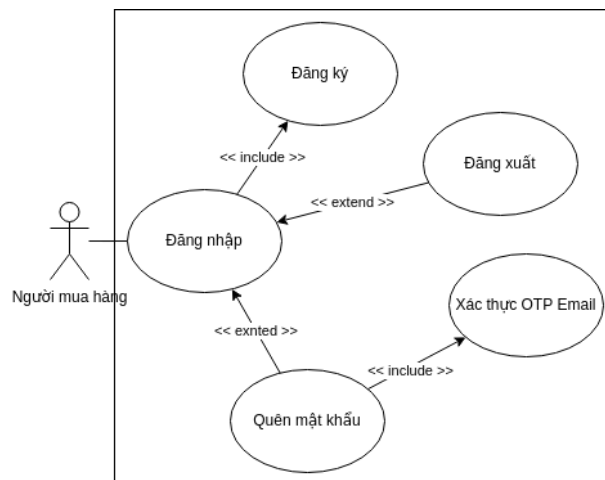 Đăng ký
<< include >>
Đăng xuất
<< extend >>
Đăng nhập
Người mua hàng
Xác thực OTP Email
<< exnted >>
<< include >>
Quên mật khẩu